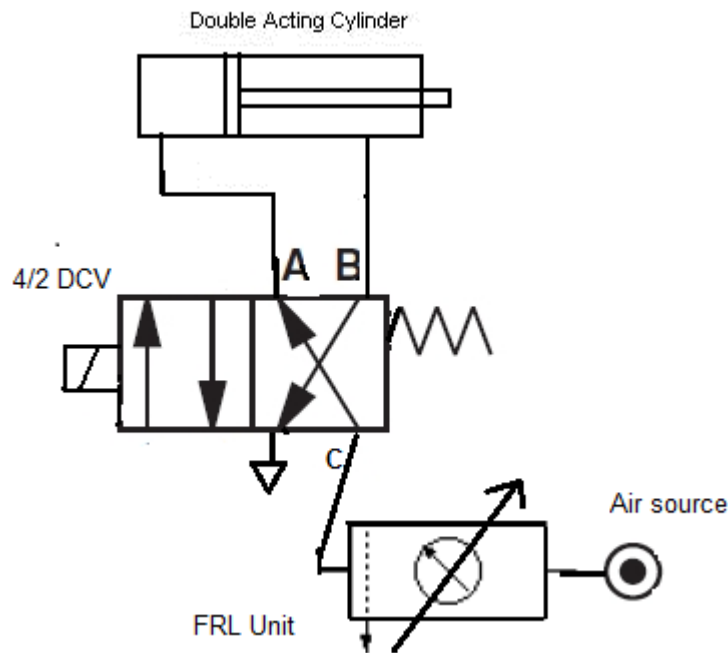 Double Acting Cylinder
4/2 DCV
A B
C
Air source
FRL Unit